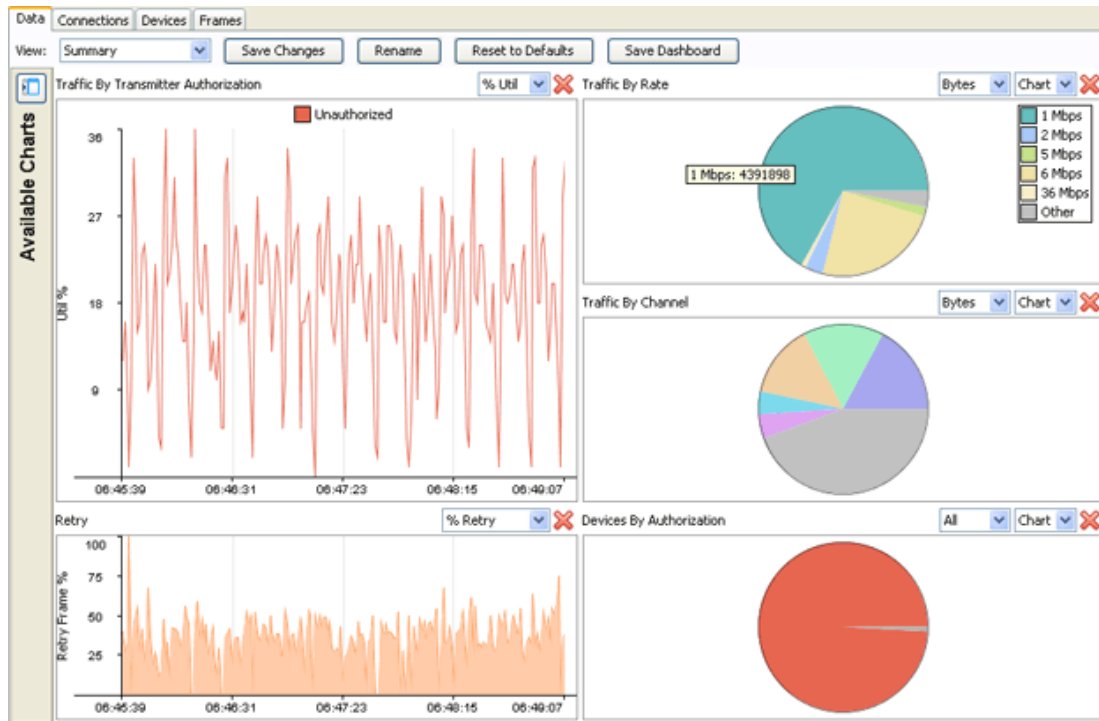 Data Connections Devices Frames
View: Summary Save Changes Rename Reset to Defaults Save Dashboard
Available Charts
Traffic By Transmitter Authorization % Util
Unauthorized
Util %
36
27
18
9
06:45:39 06:46:31 06:47:23 06:48:15 06:49:07
Traffic By Rate Bytes Chart
1 Mbps: 4391898
1 Mbps
2 Mbps
5 Mbps
6 Mbps
36 Mbps
Other
Traffic By Channel Bytes Chart
Retry % Retry
Retry Frame %
100
75
50
25
06:45:39 06:46:31 06:47:23 06:48:15 06:49:07
Devices By Authorization All Chart